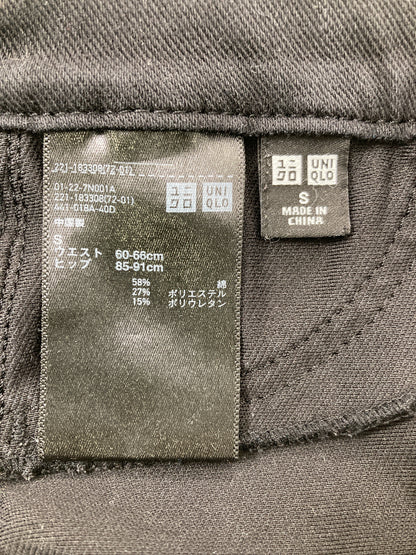 221-183308(72-01)
01-22-7N001A
221-183308(72-01)
441-018A-40D
中国製
S
ウエスト 60-66cm
ヒップ 85-91cm
58% 綿
27% ポリエステル
15% ポリウレタン
ユニ UNI
クロ QLO
ユニ UNI
クロ QLO
S
MADE IN
CHINA